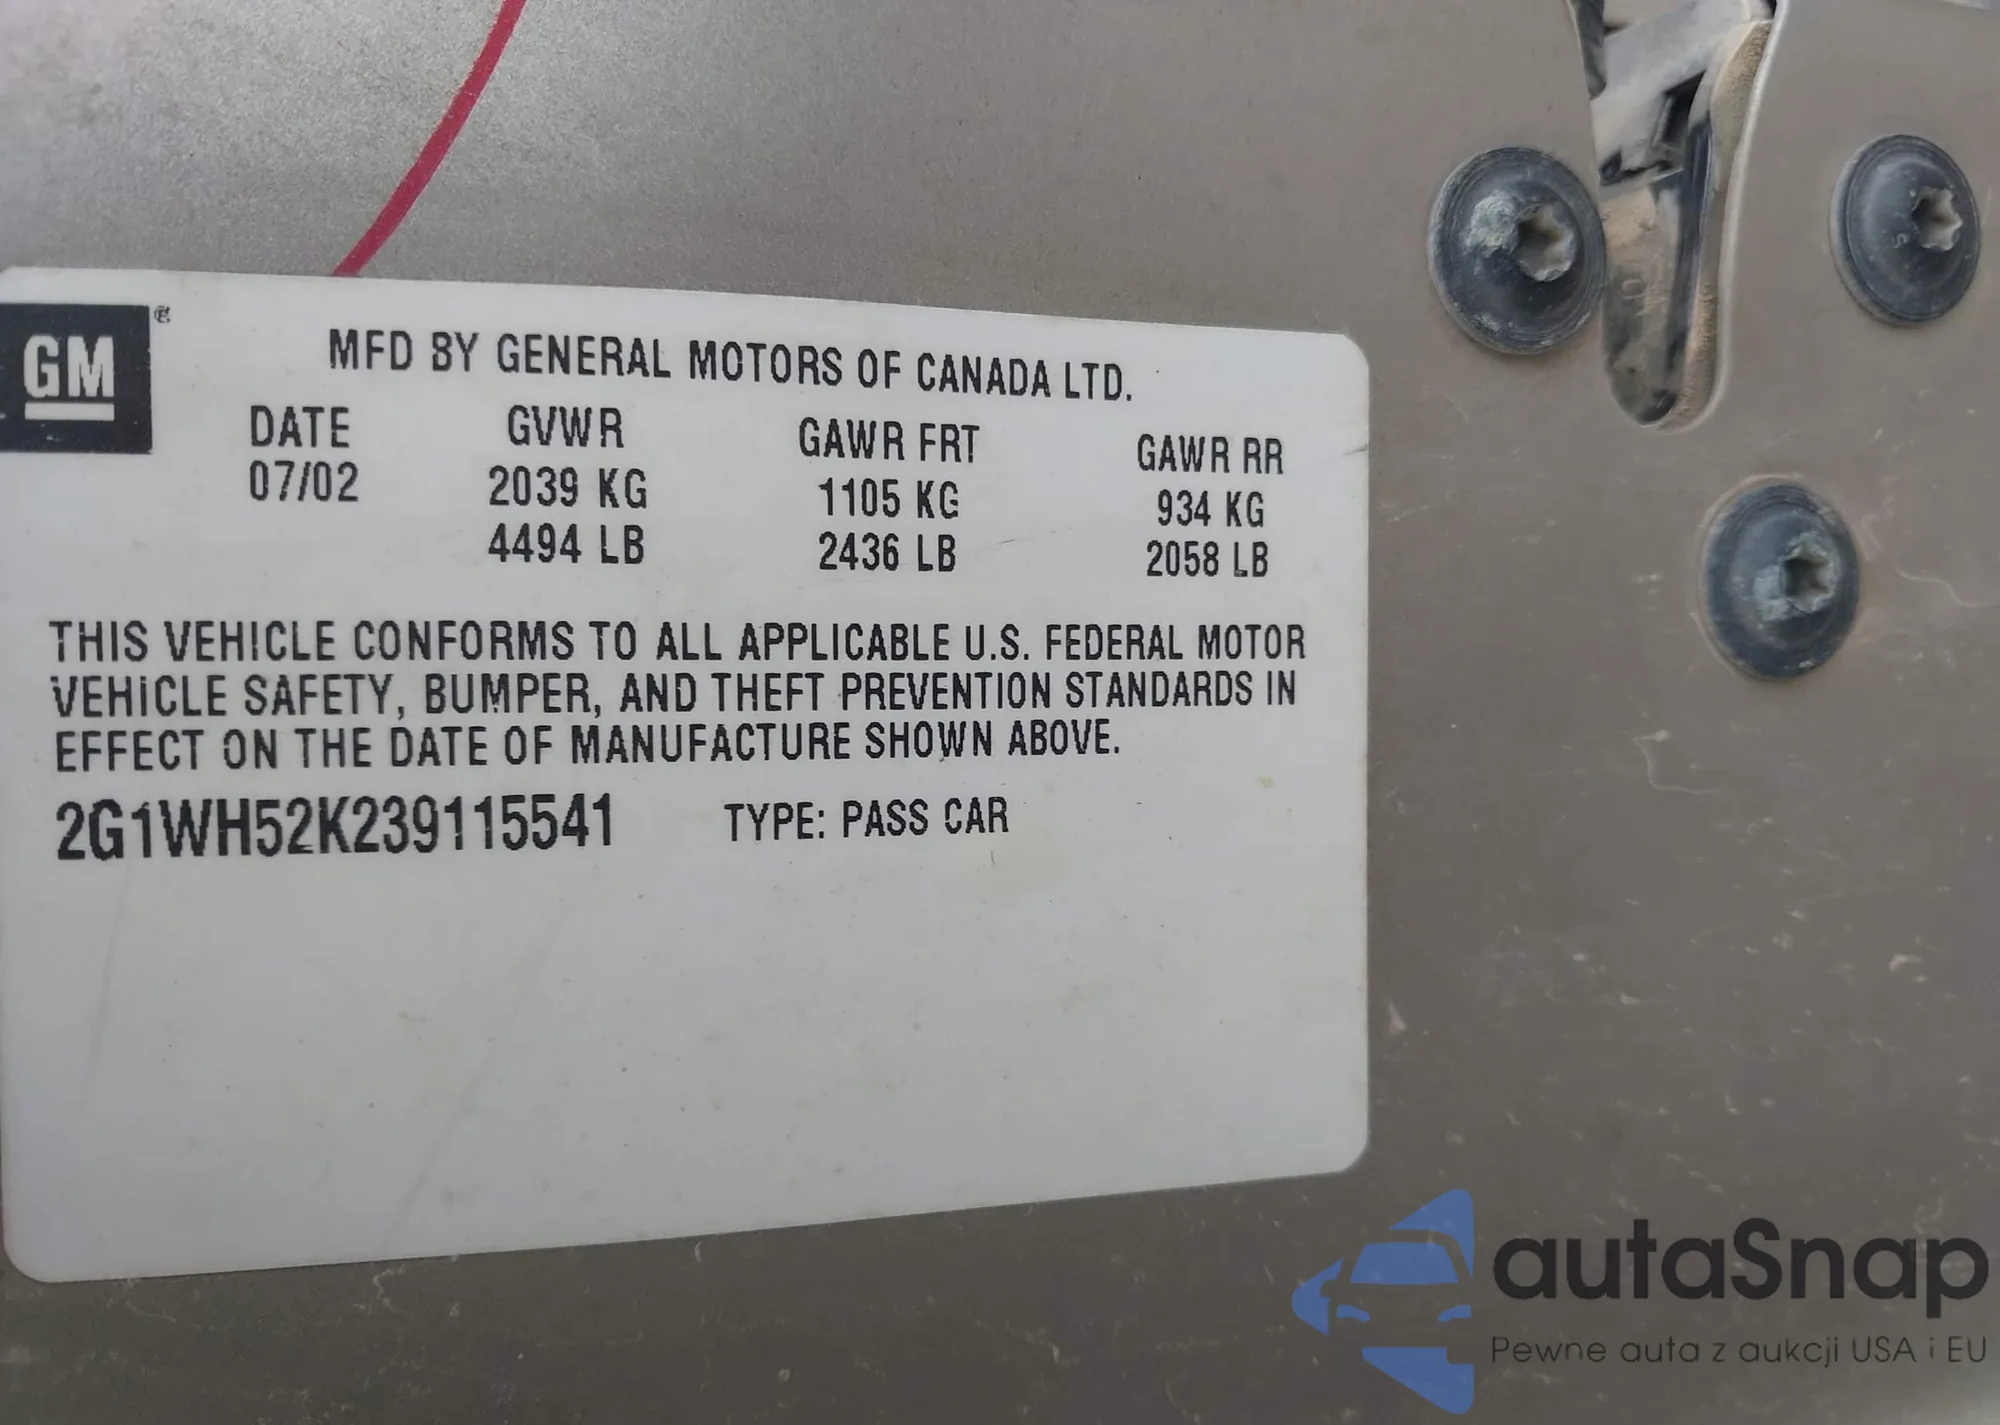 GM
MFD BY GENERAL MOTORS OF CANADA LTD.
DATE GVWR GAWR FRT GAWR RR
07/02 2039 KG 1105 KG 934 KG
4494 LB 2436 LB 2058 LB
THIS VEHICLE CONFORMS TO ALL APPLICABLE U.S. FEDERAL MOTOR
VEHICLE SAFETY, BUMPER, AND THEFT PREVENTION STANDARDS IN
EFFECT ON THE DATE OF MANUFACTURE SHOWN ABOVE.
2G1WH52K239115541 TYPE: PASS CAR
autaSnap
Pewne auta z aukcji USA i EU